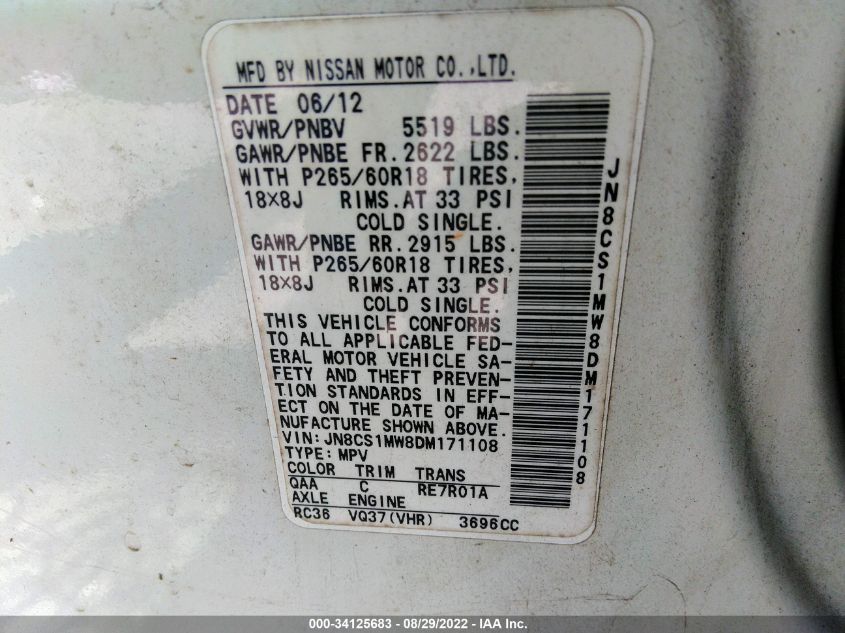 MFD BY NISSAN MOTOR CO.,LTD.
DATE 06/12
GVWR/PNBV 5519 LBS.
GAWR/PNBE FR.2622 LBS.
WITH P265/60R18 TIRES,
18×8J RIMS.AT 33 PSI
COLD SINGLE.
GAWR/PNBE RR.2915 LBS.
WITH P265/60R18 TIRES,
18×8J RIMS.AT 33 PSI
COLD SINGLE.
THIS VEHICLE CONFORMS
TO ALL APPLICABLE FED-
ERAL MOTOR VEHICLE SA-
FETY AND THEFT PREVEN-
TION STANDARDS IN EFF-
ECT ON THE DATE OF MA-
NUFACTURE SHOWN ABOVE.
VIN:JN8CS1MW8DM171108
TYPE:MPV
COLOR TRIM TRANS
QAA C RE7R01A
AXLE ENGINE
RC36 VQ37(VHR) 3696CC
JN8CS1MW8DM171108
000-34125683 - 08/29/2022 - IAA Inc.